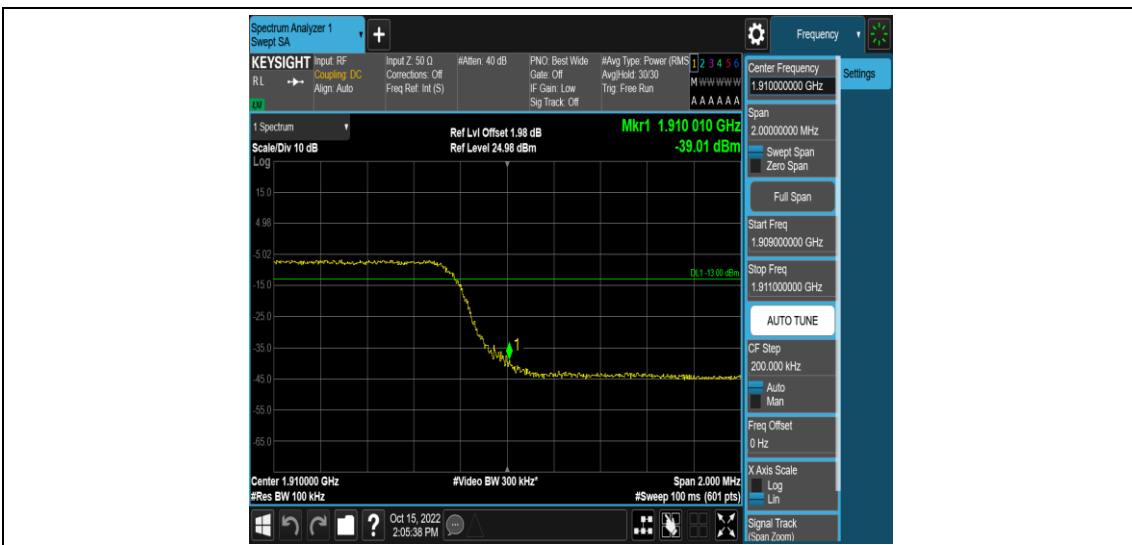 Spectrum Analyzer 1
Swept SA
+
Frequency
KEYSIGHT
RL
LXI
Input: RF
Coupling: DC
Align: Auto
Input Z: 50 Ω
Corrections: Off
Freq Ref: Int (S)
#Atten: 40 dB
PNO: Best Wide
Gate: Off
IF Gain: Low
Sig Track: Off
#Avg Type: Power (RMS
Avg|Hold: 30/30
Trig: Free Run
1 2 3 4 5 6
M W W W W W
A A A A A A
1 Spectrum
Scale/Div 10 dB
Log
Ref Lvl Offset 1.98 dB
Ref Level 24.98 dBm
Mkr1 1.910 010 GHz
-39.01 dBm
15.0
4.98
-5.02
-15.0
-25.0
-35.0
-45.0
-55.0
-65.0
DL1 -13.00 dBm
1
Center 1.910000 GHz
#Res BW 100 kHz
#Video BW 300 kHz*
Span 2.000 MHz
#Sweep 100 ms (601 pts)
?
Oct 15, 2022
2:05:38 PM
Center Frequency
1.910000000 GHz
Settings
Span
2.00000000 MHz
Swept Span
Zero Span
Full Span
Start Freq
1.909000000 GHz
Stop Freq
1.911000000 GHz
AUTO TUNE
CF Step
200.000 kHz
Auto
Man
Freq Offset
0 Hz
X Axis Scale
Log
Lin
Signal Track
(Span Zoom)